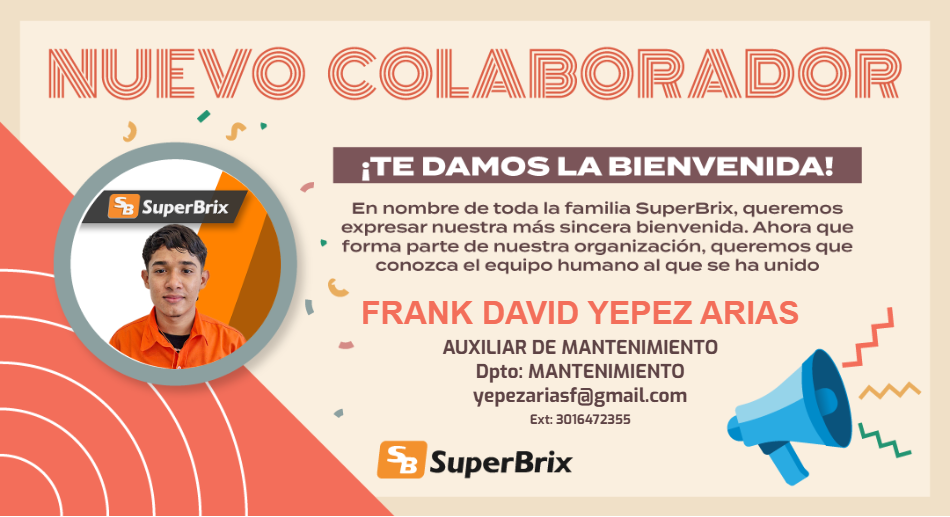 NUEVO COLABORADOR
¡TE DAMOS LA BIENVENIDA!
SB SuperBrix
En nombre de toda la familia SuperBrix, queremos
expresar nuestra más sincera bienvenida. Ahora que
forma parte de nuestra organización, queremos que
conozca el equipo humano al que se ha unido
FRANK DAVID YEPEZ ARIAS
AUXILIAR DE MANTENIMIENTO
Dpto: MANTENIMIENTO
yepezariasf@gmail.com
Ext: 3016472355
SB SuperBrix